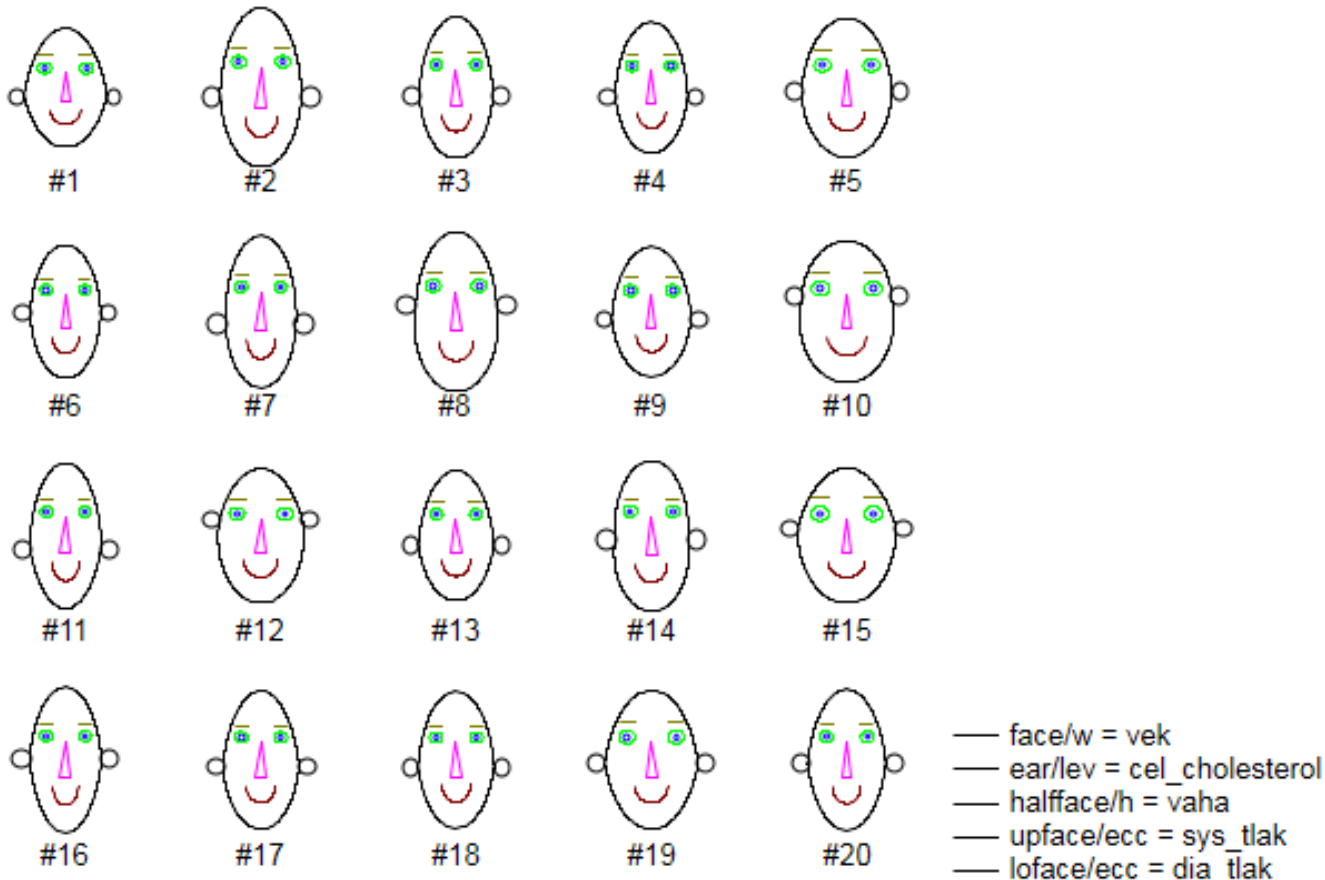 #1 #2 #3 #4 #5
#6 #7 #8 #9 #10
#11 #12 #13 #14 #15
#16 #17 #18 #19 #20
face/w = vek
ear/lev = cel_cholesterol
halfface/h = vaha
upface/ecc = sys_tlak
loface/ecc = dia_tlak